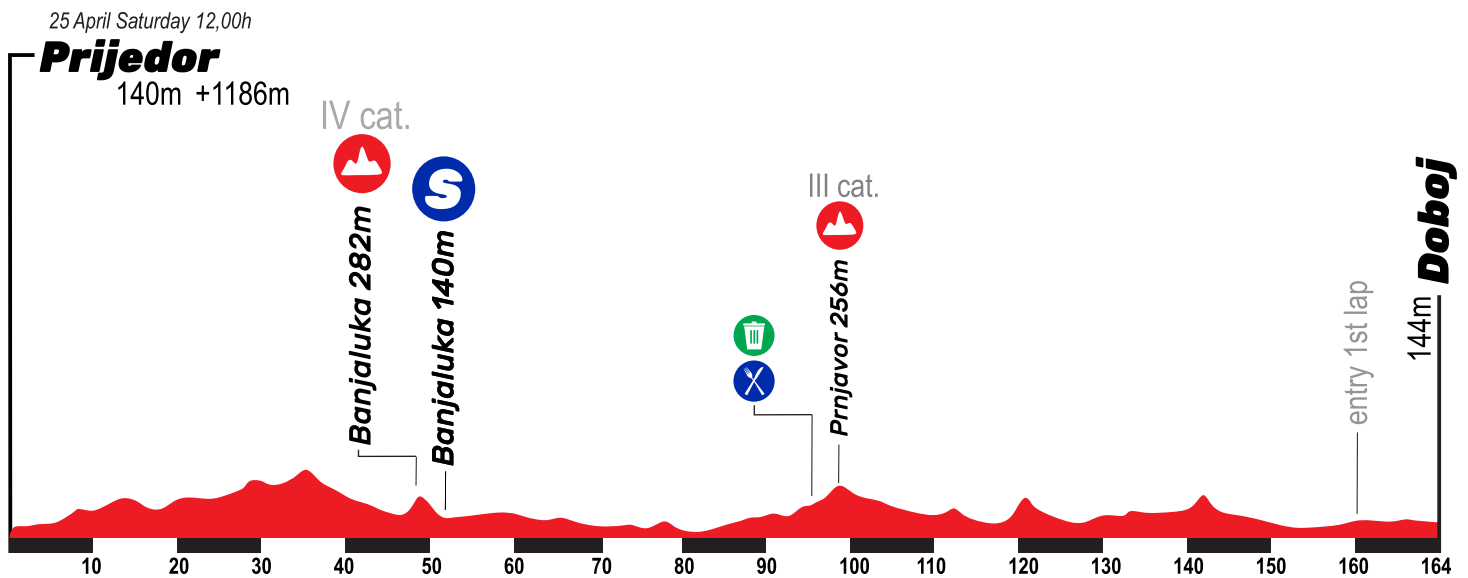 25 April Saturday 12,00h
Prijedor
140m +1186m
IV cat.
S
Banjaluka 282m
Banjaluka 140m
III cat.
Prnjavor 256m
entry 1st lap
Doboj
144m
10 20 30 40 50 60 70 80 90 100 110 120 130 140 150 160 164